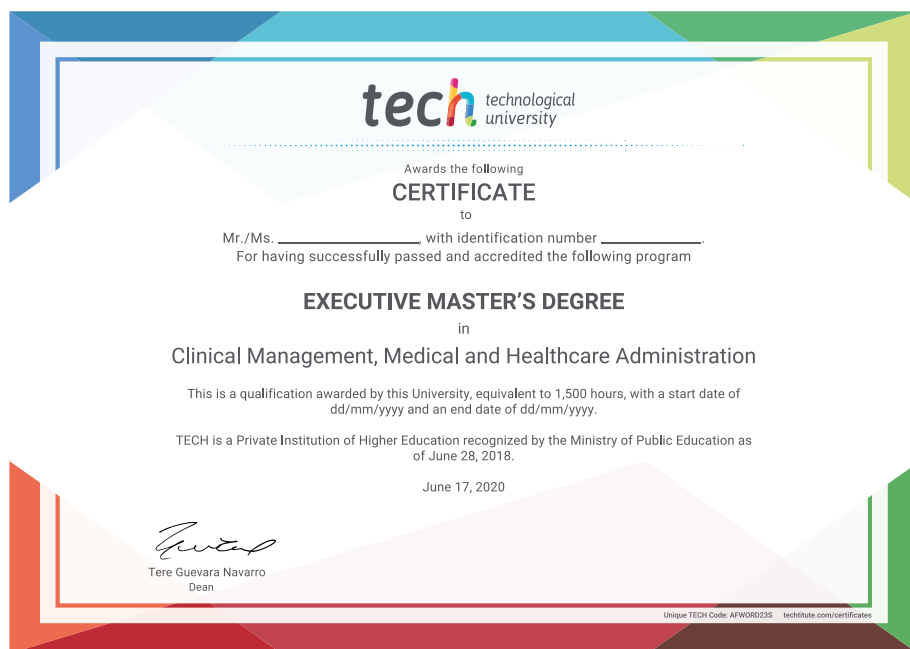 tech technological
university
Awards the following
CERTIFICATE
to
Mr./Ms. ____________________, with identification number ______________.
For having successfully passed and accredited the following program
EXECUTIVE MASTER’S DEGREE
in
Clinical Management, Medical and Healthcare Administration
This is a qualification awarded by this University, equivalent to 1,500 hours, with a start date of
dd/mm/yyyy and an end date of dd/mm/yyyy.
TECH is a Private Institution of Higher Education recognized by the Ministry of Public Education as
of June 28, 2018.
June 17, 2020
Tere Guevara Navarro
Dean
Unique TECH Code: AFWORD23S techtitute.com/certificates